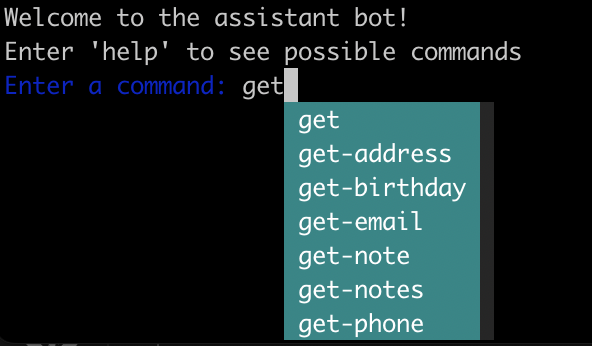 Welcome to the assistant bot!
Enter 'help' to see possible commands
Enter a command: get
get
get-address
get-birthday
get-email
get-note
get-notes
get-phone